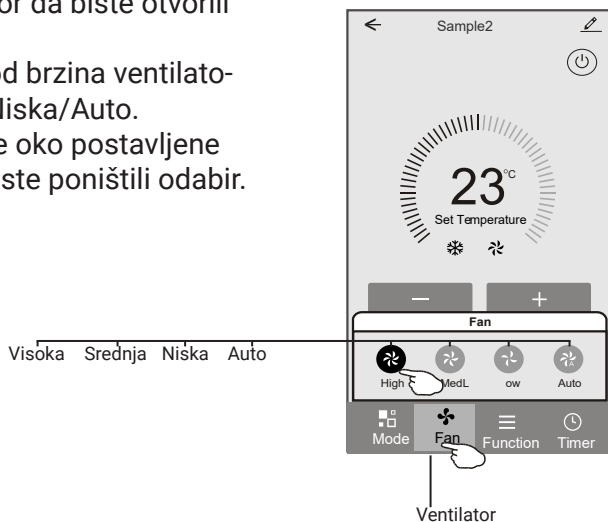 or da biste otvorili
od brzina ventilato-
Niska/Auto.
e oko postavljene
iste poništili odabir.
Sample2
23°C
Set Temperature
Fan
High MedL ow Auto
Visoka Srednja Niska Auto
Mode Fan Function Timer
Ventilator